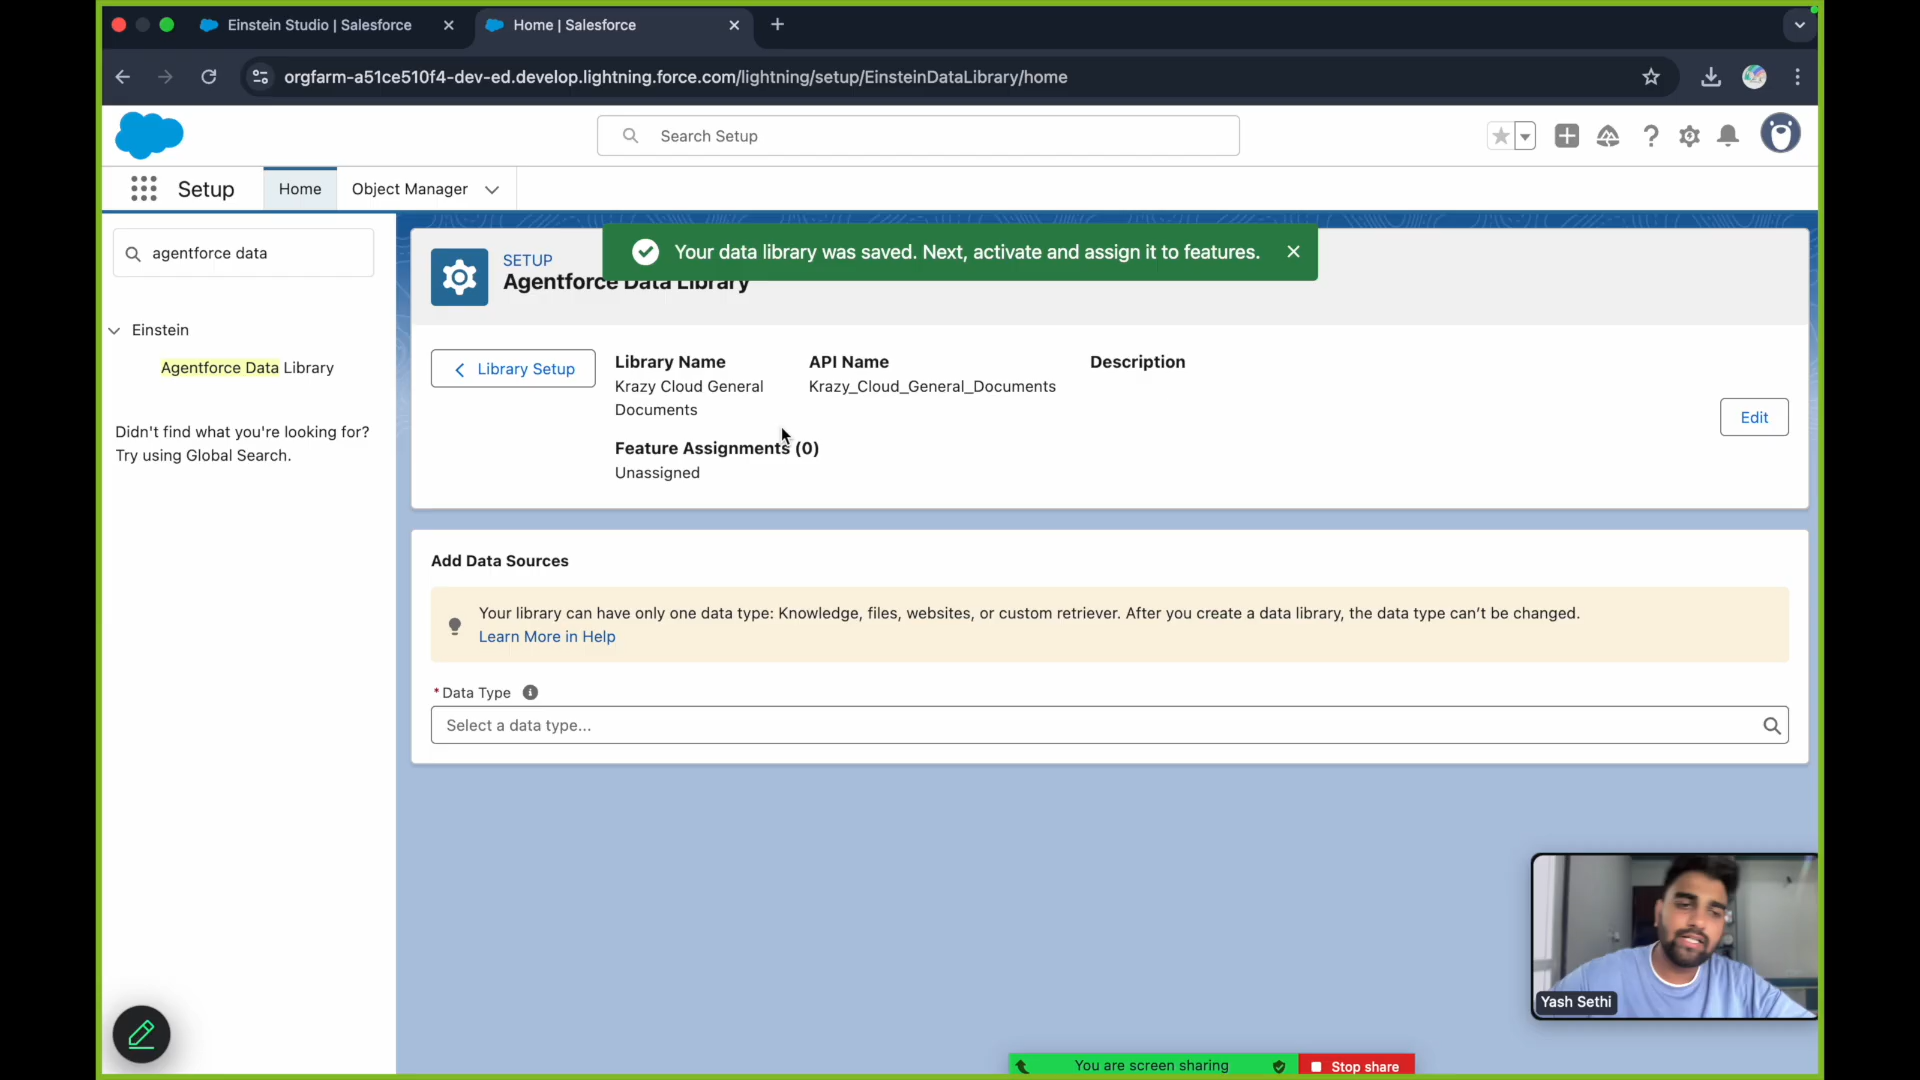 Einstein Studio | Salesforce
Home | Salesforce
orgfarm-a51ce510f4-dev-ed.develop.lightning.force.com/lightning/setup/EinsteinDataLibrary/home
Search Setup
Setup
Home
Object Manager
agentforce data
Einstein
Agentforce Data Library
Didn't find what you're looking for?
Try using Global Search.
Your data library was saved. Next, activate and assign it to features.
SETUP
Agentforce Data Library
Library Setup
Library Name
Krazy Cloud General
Documents
API Name
Krazy_Cloud_General_Documents
Description
Feature Assignments (0)
Unassigned
Edit
Add Data Sources
Your library can have only one data type: Knowledge, files, websites, or custom retriever. After you create a data library, the data type can’t be changed.
Learn More in Help
*Data Type
Select a data type...
Yash Sethi
You are screen sharing
Stop share